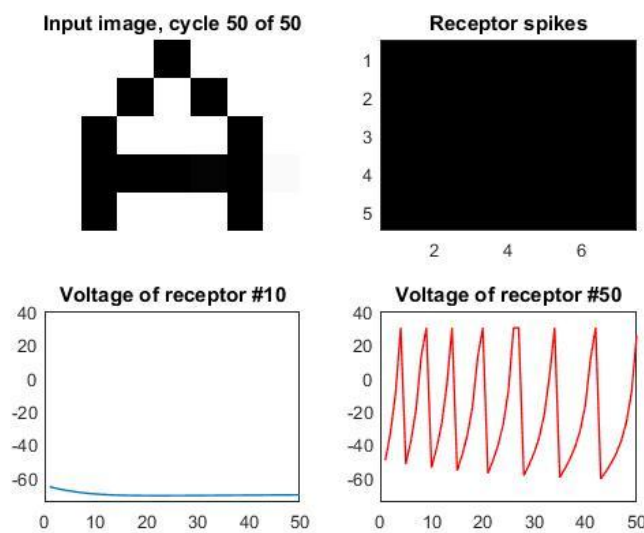 Input image, cycle 50 of 50
Receptor spikes
1
2
3
4
5
2 4 6
Voltage of receptor #10
40
20
0
-20
-40
-60
0 10 20 30 40 50
Voltage of receptor #50
40
20
0
-20
-40
-60
0 10 20 30 40 50